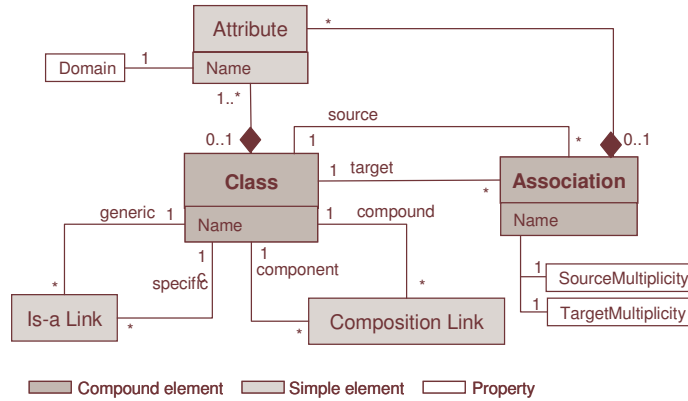 Attribute
*
Domain
1
Name
1..*
source
0..1
1
*
0..1
Class
1
target
*
Association
generic
1
Name
1
compound
Name
1
c
1
component
specific
1
SourceMultiplicity
*
*
*
*
Is-a Link
Composition Link
1
TargetMultiplicity
Compound element
Simple element
Property